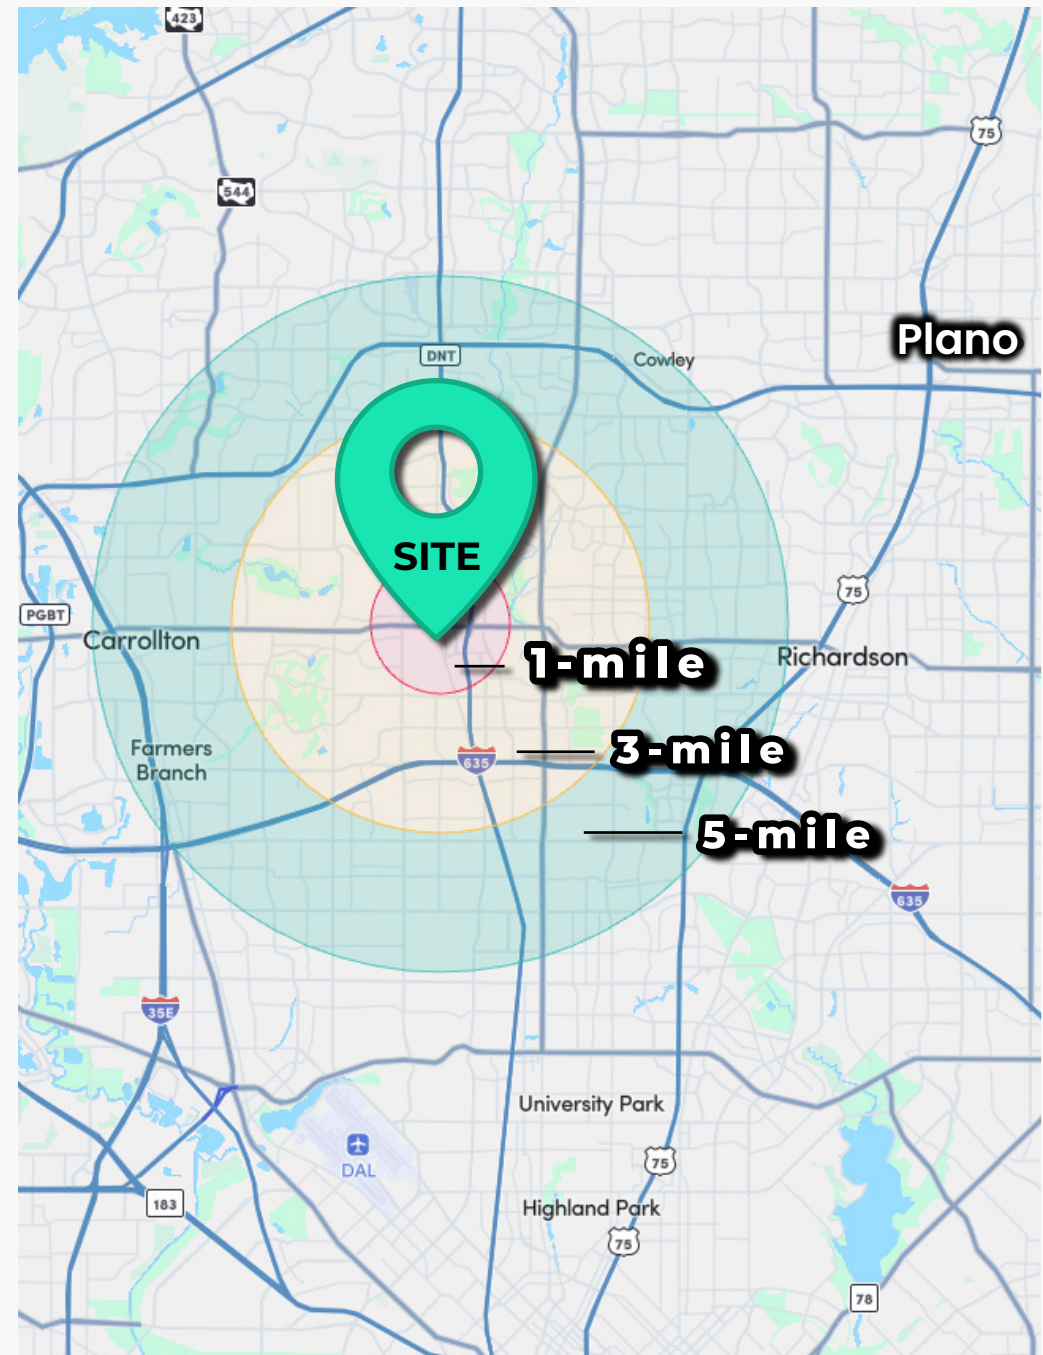 423
75
544
Plano
DNT
Cowley
SITE
75
PGBT
Carrollton
1-mile
Richardson
3-mile
Farmers
Branch
635
5-mile
635
35E
University Park
DAL
75
183
Highland Park
75
78